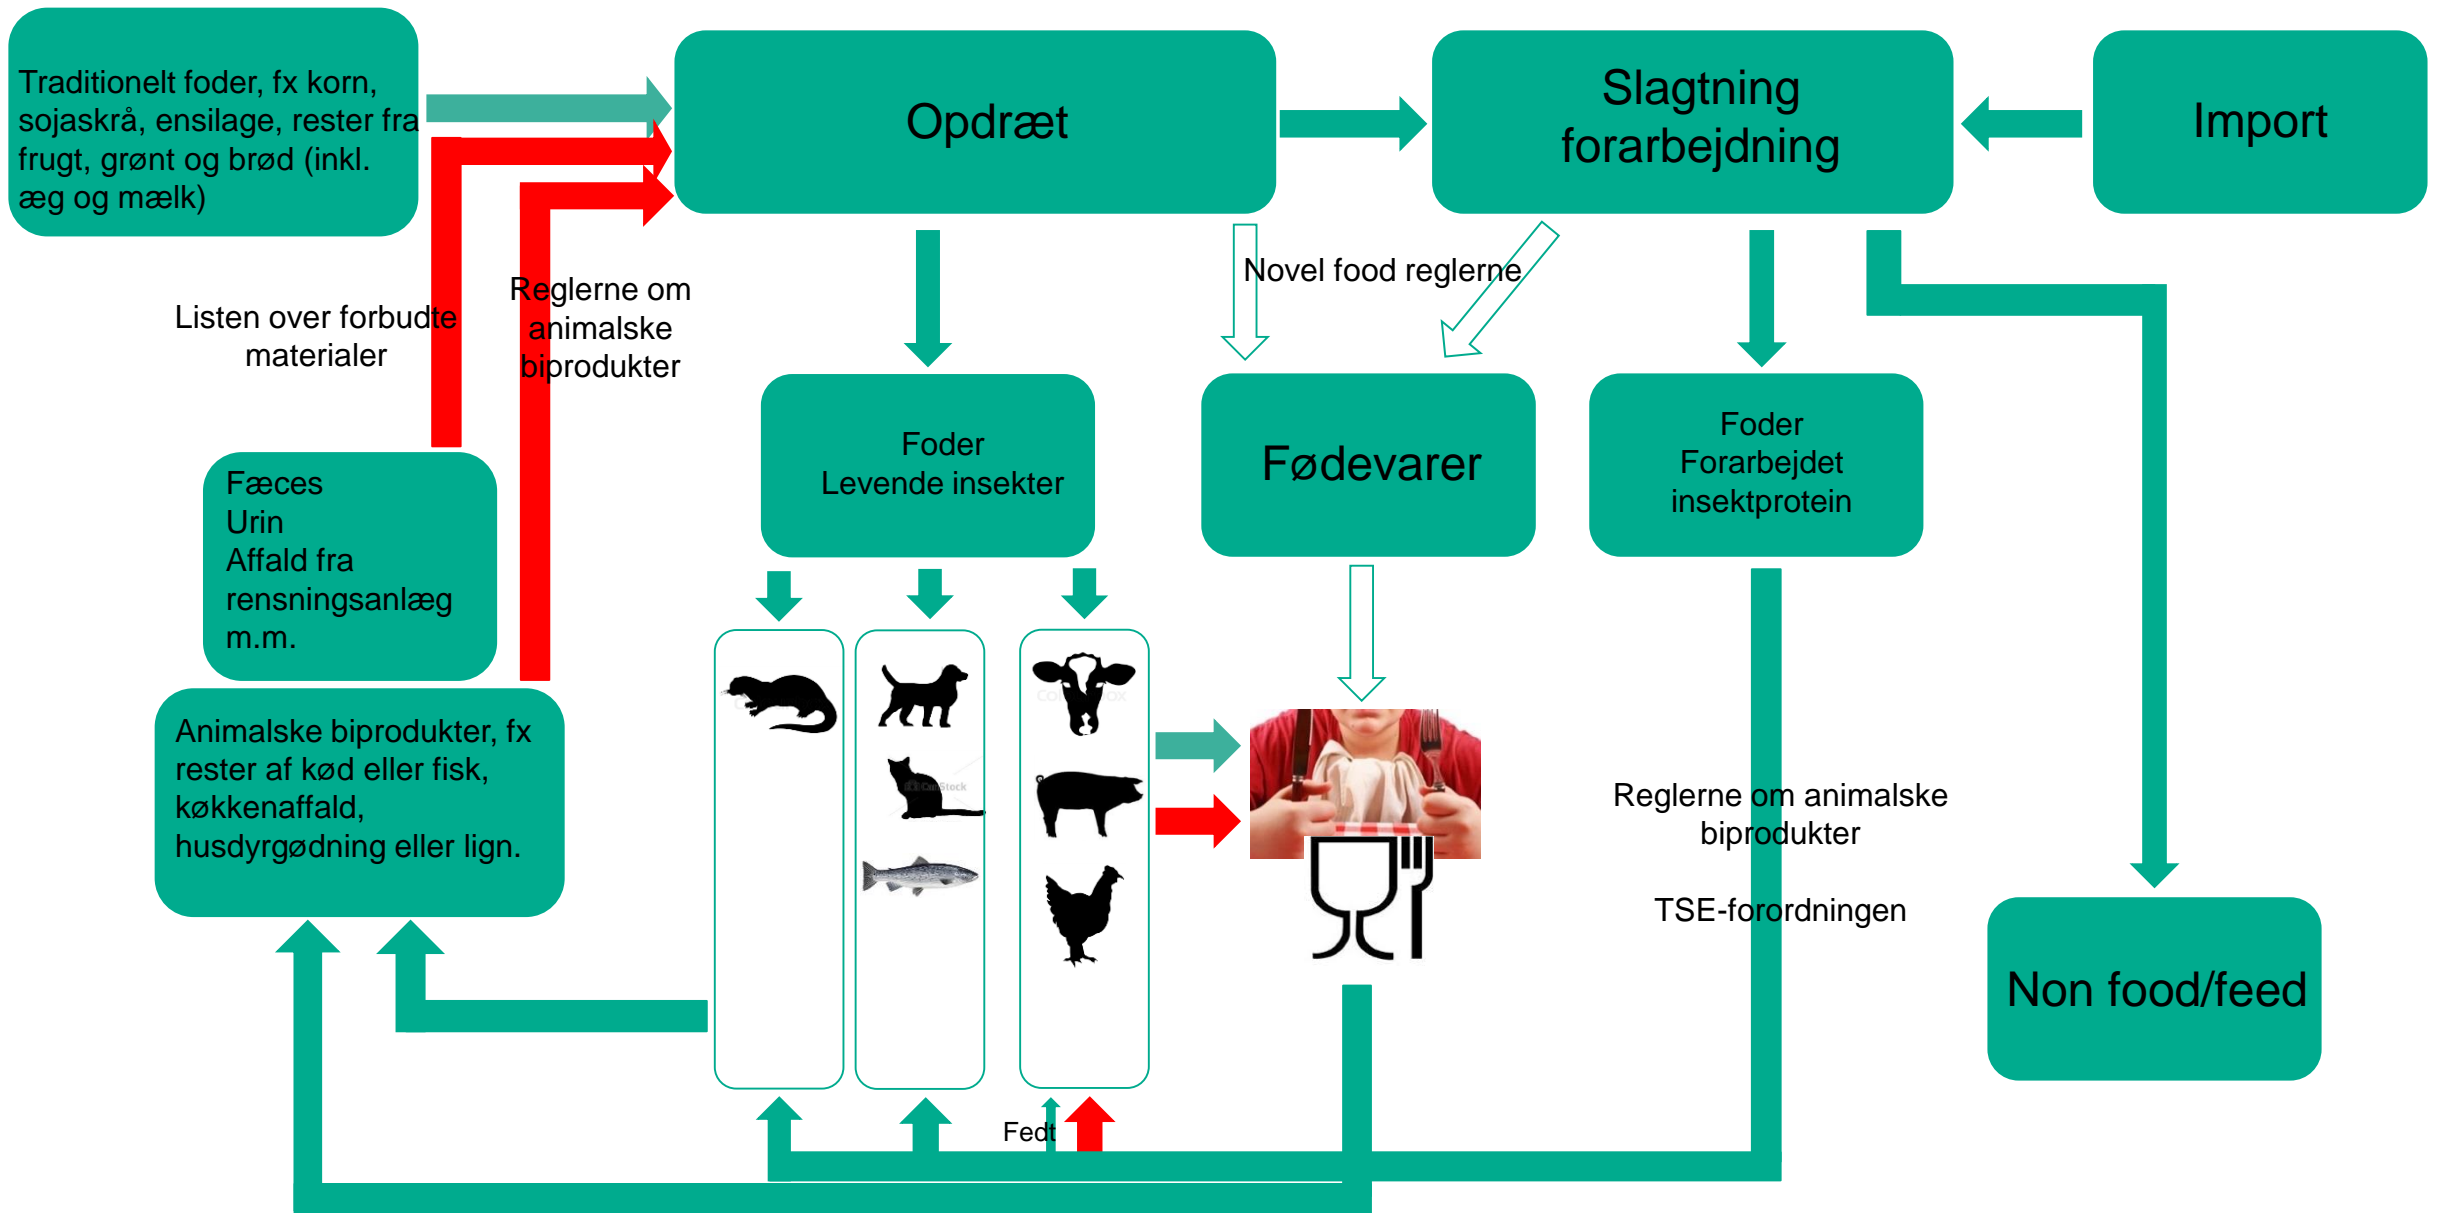 Traditionelt foder, fx korn,
sojaskrå, ensilage, rester fra
frugt, grønt og brød (inkl.
æg og mælk)
Opdræt
Slagtning
forarbejdning
Import
Listen over forbudte
materialer
Reglerne om
animalske
biprodukter
Novel food reglerne
Foder
Levende insekter
Fødevarer
Foder
Forarbejdet
insektprotein
Fæces
Urin
Affald fra
rensningsanlæg
m.m.
Animalske biprodukter, fx
rester af kød eller fisk,
køkkenaffald,
husdyrgødning eller lign.
Reglerne om animalske
biprodukter
TSE-forordningen
Non food/feed
Fedt